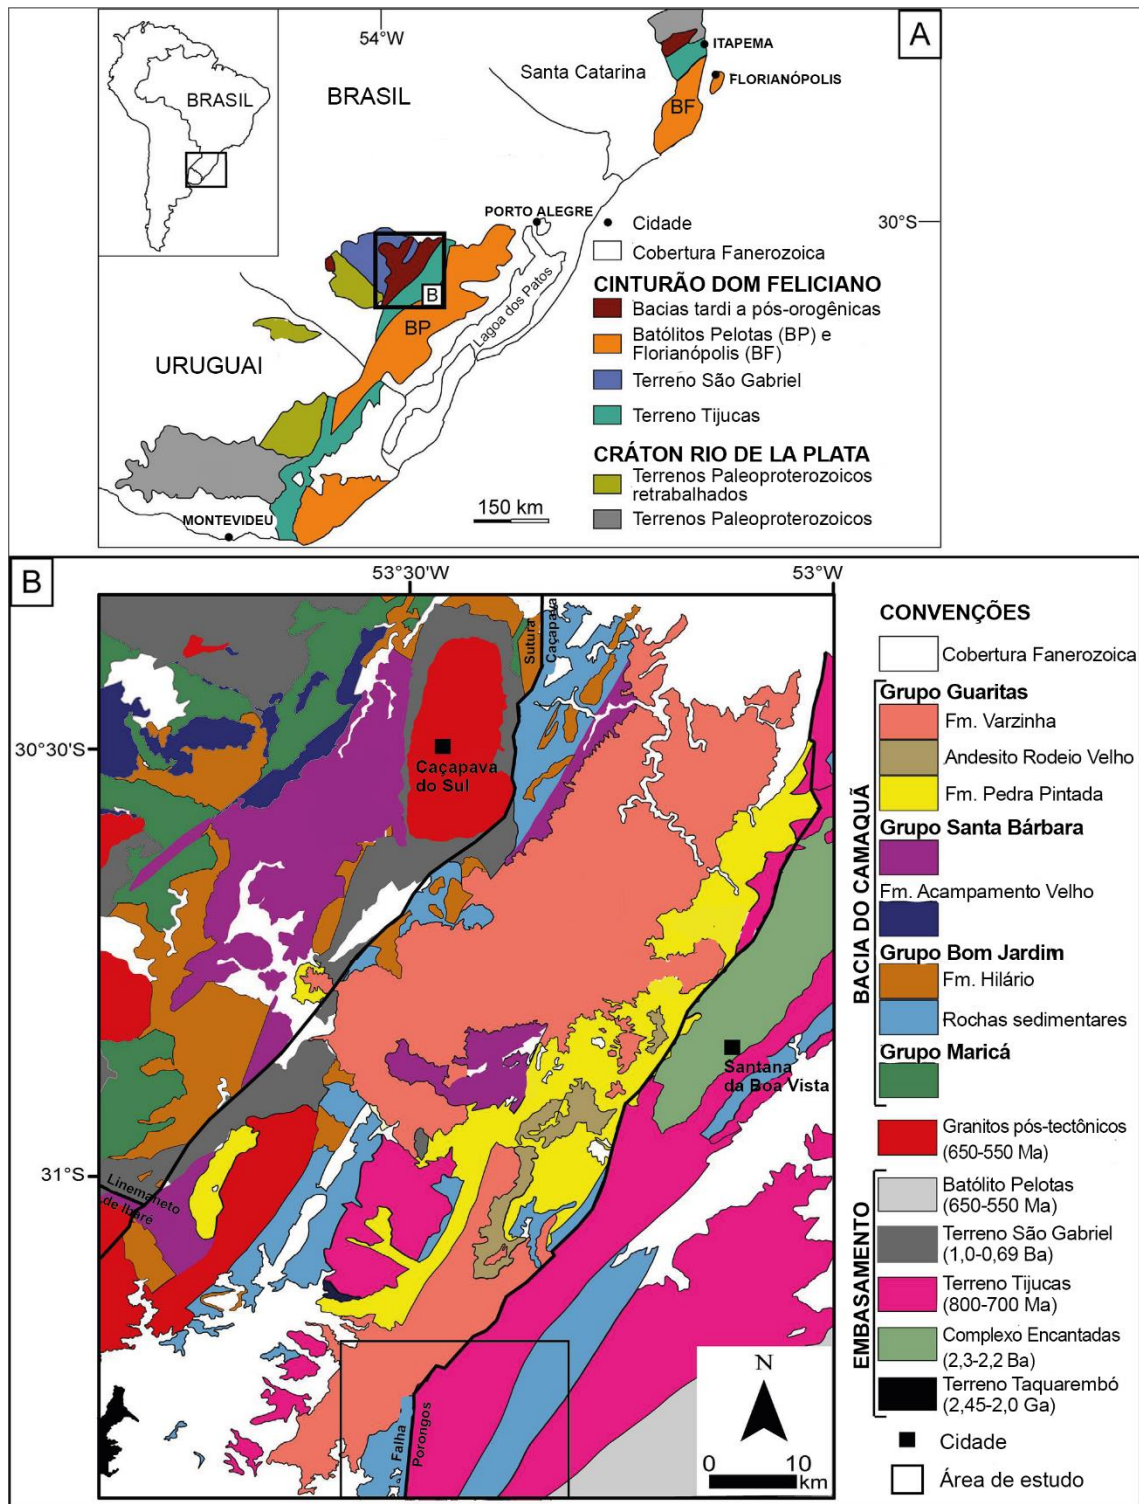 A
54°W
ITAPEMA
Santa Catarina
FLORIANÓPOLIS
BRASIL
BRASIL
BF
PORTO ALEGRE
30°S
Cidade
Cobertura Fanerozoica
CINTURÃO DOM FELICIANO
Bacias tardi a pós-orogênicas
Batólitos Pelotas (BP) e
Florianópolis (BF)
Terreno São Gabriel
Terreno Tijucas
CRÁTON RIO DE LA PLATA
Terrenos Paleoproterozoicos
retrabalhados
Terrenos Paleoproterozoicos
B
BP
Lagoa dos Patos
URUGUAI
MONTEVIDEU
150 km
B
53°30'W
53°W
30°30'S
31°S
Sutura
Caçapava
Caçapava
do Sul
Santana
da Boa Vista
Linemaneto
de Ibaré
Falha
Porongos
N
0 10
km
CONVENÇÕES
Cobertura Fanerozoica
BACIA DO CAMAQUÃ
Grupo Guaritas
Fm. Varzinha
Andesito Rodeio Velho
Fm. Pedra Pintada
Grupo Santa Bárbara
Fm. Acampamento Velho
Grupo Bom Jardim
Fm. Hilário
Rochas sedimentares
Grupo Maricá
Granitos pós-tectônicos
(650-550 Ma)
EMBASAMENTO
Batólito Pelotas
(650-550 Ma)
Terreno São Gabriel
(1,0-0,69 Ba)
Terreno Tijucas
(800-700 Ma)
Complexo Encantadas
(2,3-2,2 Ba)
Terreno Taquarembó
(2,45-2,0 Ga)
Cidade
Área de estudo